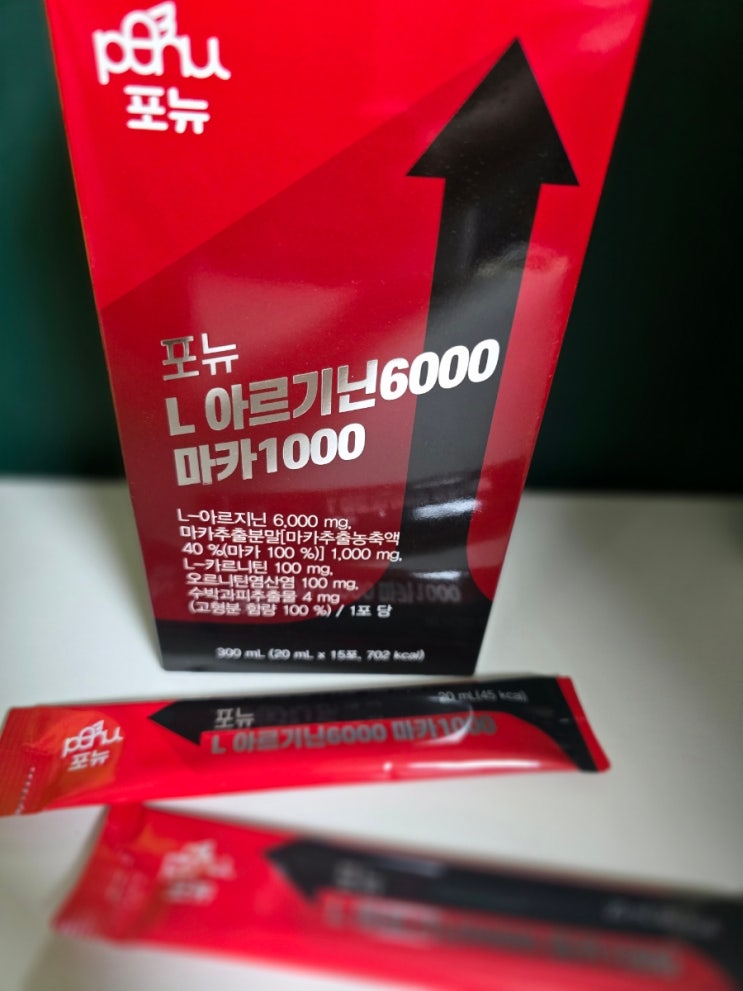 ponu
포뉴
포뉴
L 아르기닌6000
마카1000
L-아르지닌 6,000 mg,
마카추출분말[마카추출농축액
40 %(마카 100 %)] 1,000 mg,
L-카르니틴 100 mg,
오르니틴염산염 100 mg,
수박과피추출물 4 mg
(고형분 함량 100 %) / 1포 당
300 mL (20 mL x 15포, 702 kcal)
20 mL(45 kcal)
포뉴
L 아르기닌6000 마카1000
ponu
포뉴
포뉴
L